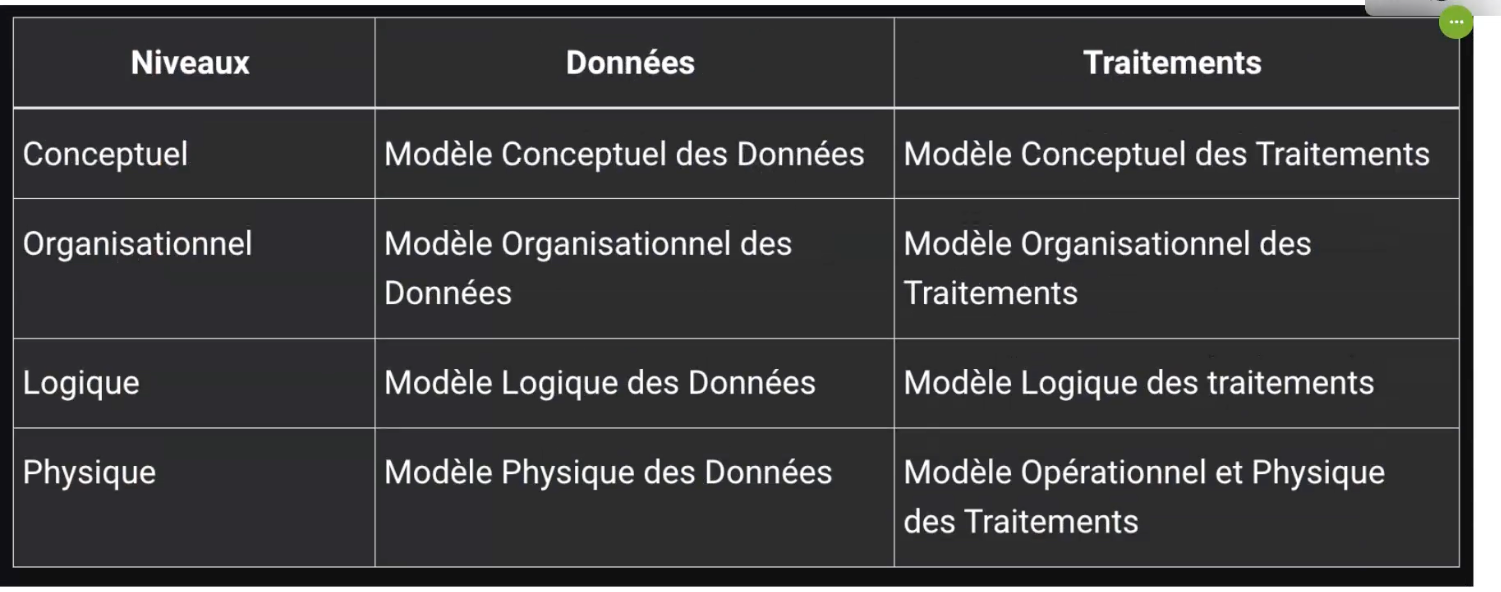 Niveaux Données Traitements
Conceptuel Modèle Conceptuel des Données Modèle Conceptuel des Traitements
Organisationnel Modèle Organisationnel des Modèle Organisationnel des
Données Traitements
Logique Modèle Logique des Données Modèle Logique des traitements
Physique Modèle Physique des Données Modèle Opérationnel et Physique
des Traitements